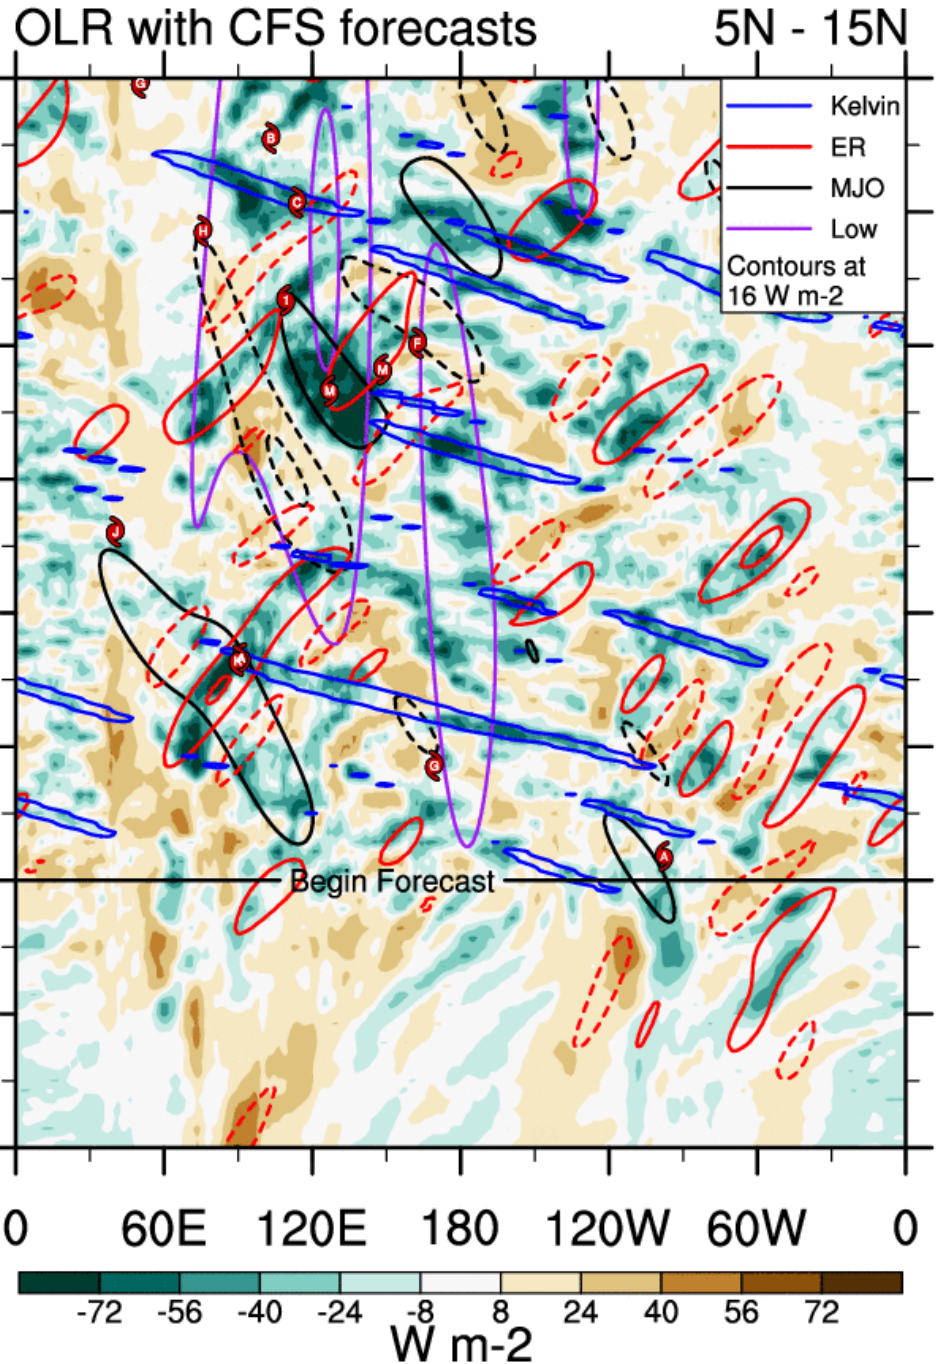 OLR with CFS forecasts 5N - 15N
G
Kelvin
B
ER
MJO
C
H
Low
Contours at
16 W m-2
1
F
M
M
J
G
A
Begin Forecast
0 60E 120E 180 120W 60W 0
-72 -56 -40 -24 -8 8 24 40 56 72
W m-2